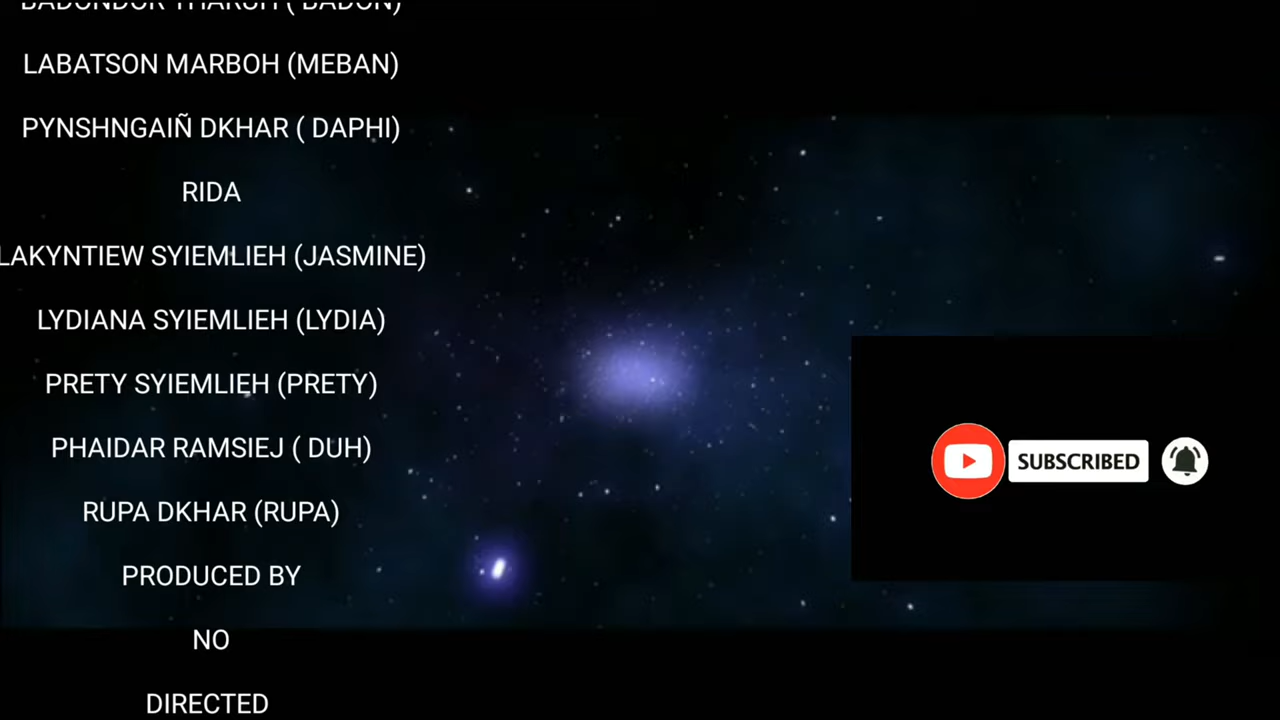 LABATSON MARBOH (MEBAN)
PYNSHNGAIÑ DKHAR ( DAPHI)
RIDA
LAKYNTIEW SYIEMLIEH (JASMINE)
LYDIANA SYIEMLIEH (LYDIA)
PRETY SYIEMLIEH (PRETY)
PHAIDAR RAMSIEJ ( DUH)
RUPA DKHAR (RUPA)
PRODUCED BY
NO
DIRECTED
SUBSCRIBED